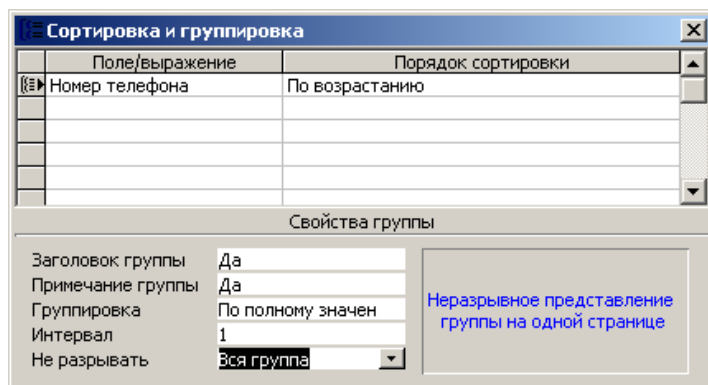 Сортировка и группировка
Поле/выражение Порядок сортировки
Номер телефона По возрастанию
Свойства группы
Заголовок группы Да
Примечание группы Да
Группировка По полному значен
Интервал 1
Не разрывать Вся группа
Неразрывное представление
группы на одной странице